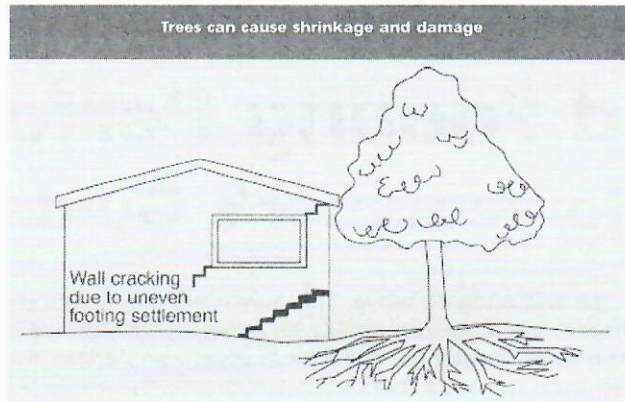 Trees can cause shrinkage and damage
Wall cracking
due to uneven
footing settlement